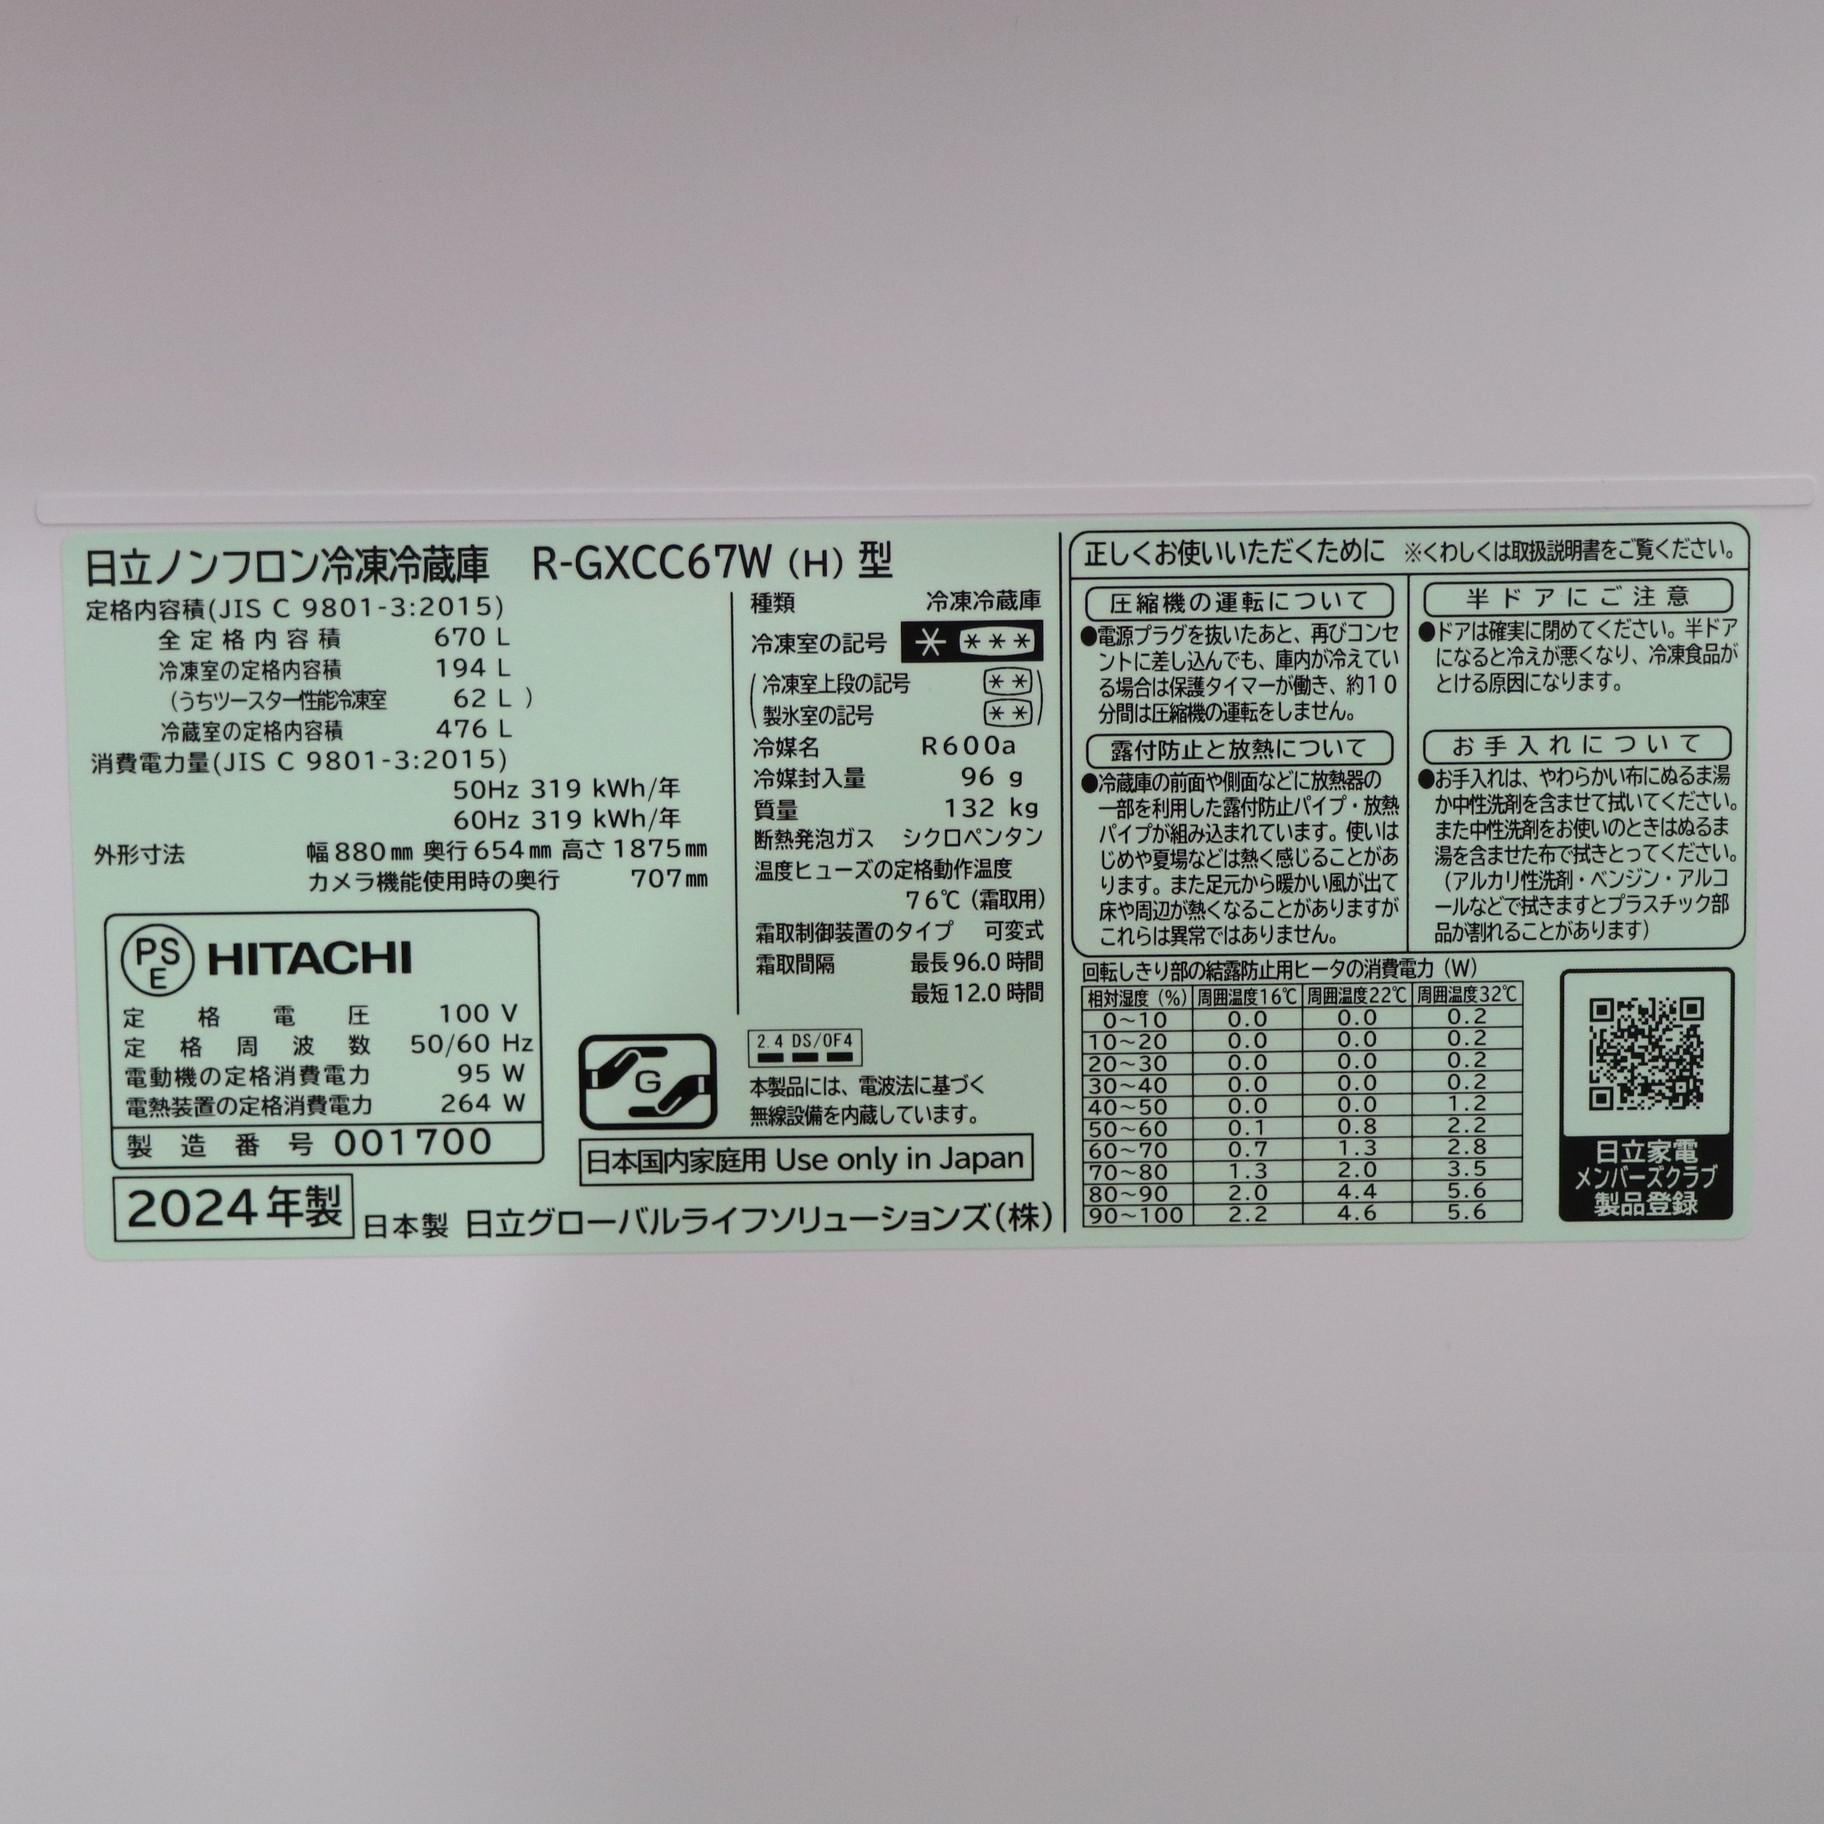 日立ノンフロン冷凍冷蔵庫 R-GXCC67W (H) 型
定格内容積(JIS C 9801-3:2015)
全定格内容積 670 L
冷凍室の定格内容積 194 L
(うちツースター性能冷凍室 62 L )
冷蔵室の定格内容積 476 L
消費電力量(JIS C 9801-3:2015)
50Hz 319 kWh/年
60Hz 319 kWh/年
外形寸法 幅880mm 奥行654mm 高さ1875mm
カメラ機能使用時の奥行 707mm
PS
E
HITACHI
定格電圧 100 V
定格周波数 50/60 Hz
電動機の定格消費電力 95 W
電熱装置の定格消費電力 264 W
製造番号 001700
2024年製
日本製 日立グローバルライフソリューションズ(株)
種類 冷凍冷蔵庫
冷凍室の記号 * ***
冷凍室上段の記号 **
製氷室の記号 **
冷媒名 R600a
冷媒封入量 96 g
質量 132 kg
断熱発泡ガス シクロペンタン
温度ヒューズの定格動作温度
76℃(霜取用)
霜取制御装置のタイプ 可変式
霜取間隔 最長96.0時間
最短12.0時間
G
2.4 DS/OF4
本製品には、電波法に基づく
無線設備を内蔵しています。
日本国内家庭用 Use only in Japan
正しくお使いいただくために ※くわしくは取扱説明書をご覧ください。
圧縮機の運転について
●電源プラグを抜いたあと、再びコンセ
ントに差し込んでも、庫内が冷えてい
る場合は保護タイマーが働き、約10
分間は圧縮機の運転をしません。
露付防止と放熱について
●冷蔵庫の前面や側面などに放熱器の
一部を利用した露付防止パイプ・放熱
パイプが組み込まれています。使いは
じめや夏場などは熱く感じることがあ
ります。また足元から暖かい風が出て
床や周辺が熱くなることがありますが
これらは異常ではありません。
半ドアにご注意
●ドアは確実に閉めてください。半ドア
になると冷えが悪くなり、冷凍食品が
とける原因になります。
お手入れについて
●お手入れは、やわらかい布にぬるま湯
か中性洗剤を含ませて拭いてください。
また中性洗剤をお使いのときはぬるま
湯を含ませた布で拭きとってください。
(アルカリ性洗剤・ベンジン・アルコ
ールなどで拭きますとプラスチック部
品が割れることがあります)
回転しきり部の結露防止用ヒータの消費電力(W)
相対湿度(%) 周囲温度16℃ 周囲温度22℃ 周囲温度32℃
0~10 0.0 0.0 0.2
10~20 0.0 0.0 0.2
20~30 0.0 0.0 0.2
30~40 0.0 0.0 0.2
40~50 0.0 0.0 1.2
50~60 0.1 0.8 2.2
60~70 0.7 1.3 2.8
70~80 1.3 2.0 3.5
80~90 2.0 4.4 5.6
90~100 2.2 4.6 5.6
日立家電
メンバーズクラブ
製品登録